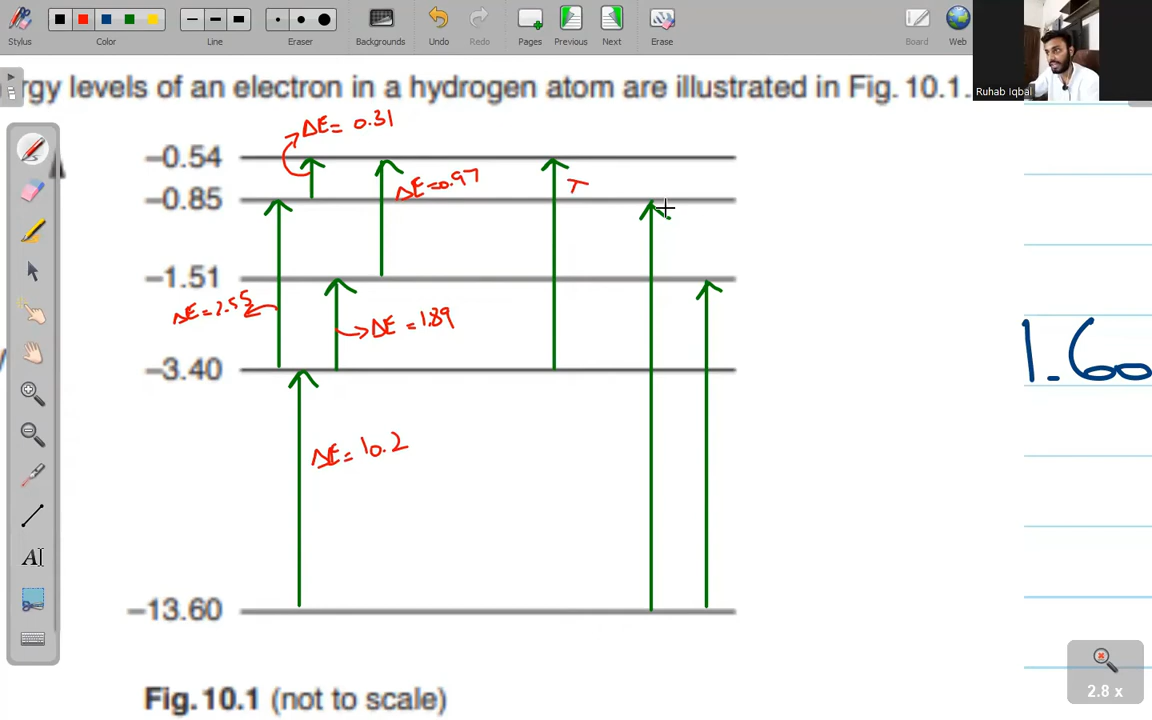 Stylus
Color
Line
Eraser
Backgrounds
Undo
Redo
Pages
Previous
Next
Erase
Board
Web
Ruhab Iqbal
rgy levels of an electron in a hydrogen atom are illustrated in Fig. 10.1.
ΔE= 0.31
-0.54
ΔE=0.97
-0.85
-1.51
ΔE=2.55
ΔE=1.89
-3.40
1.60
ΔE=10.2
-13.60
Fig. 10.1 (not to scale)
2.8 x